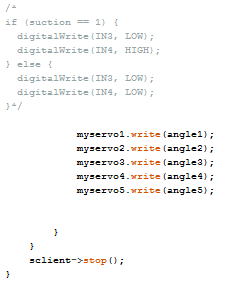 /*
if (suction == 1) {
digitalWrite(IN3, LOW);
digitalWrite(IN4, HIGH);
} else {
digitalWrite(IN3, LOW);
digitalWrite(IN4, LOW);
}*/
myservo1.write(angle1);
myservo2.write(angle2);
myservo3.write(angle3);
myservo4.write(angle4);
myservo5.write(angle5);
}
}
sclient->stop();
}